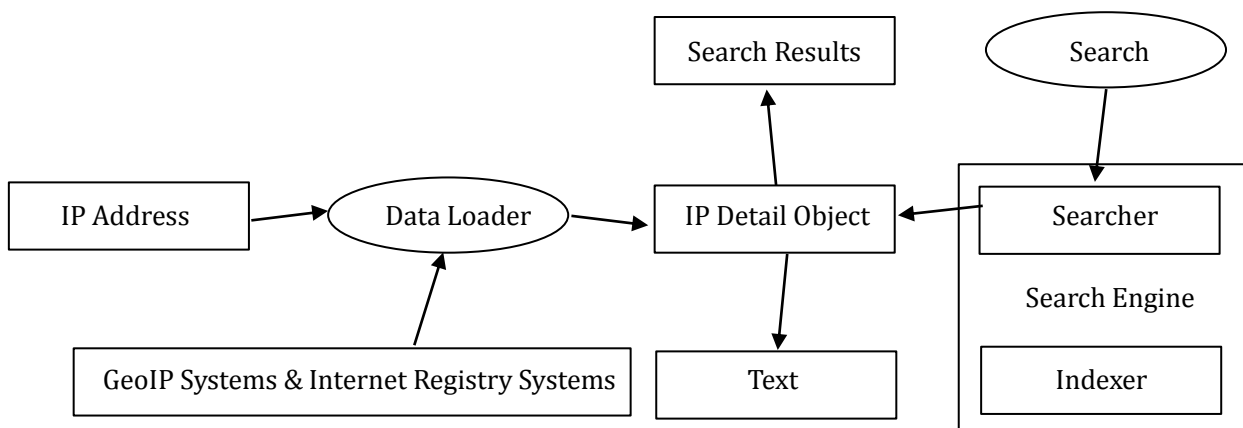 Search Results
Search
IP Address
Data Loader
IP Detail Object
Searcher
Search Engine
GeoIP Systems & Internet Registry Systems
Text
Indexer